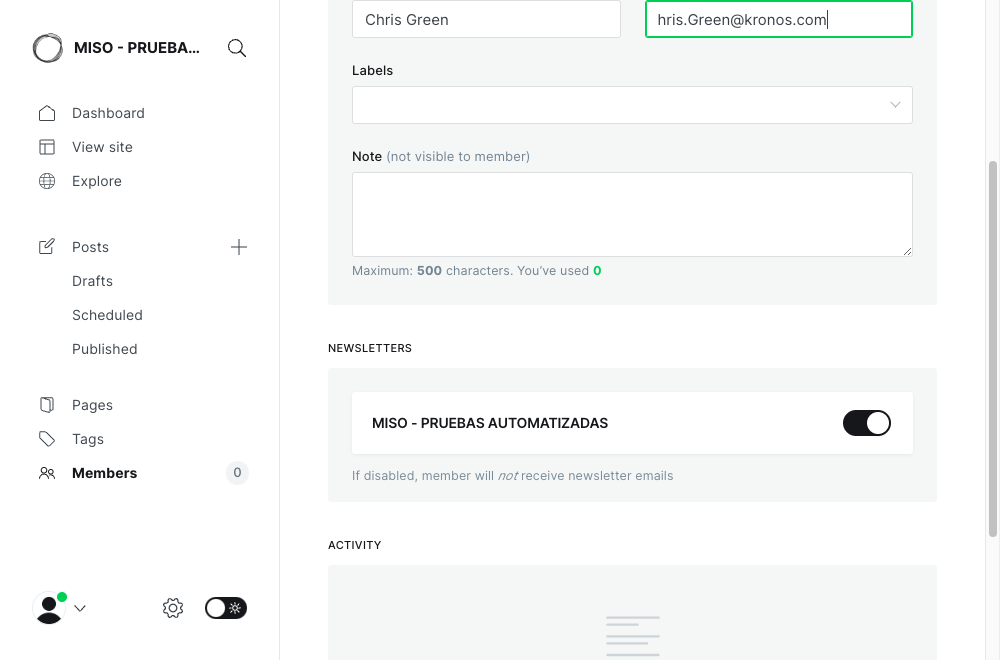 MISO - PRUEBA...
Dashboard
View site
Explore
Posts
Drafts
Scheduled
Published
Pages
Tags
Members 0
Chris Green
hris.Green@kronos.com
Labels
Note (not visible to member)
Maximum: 500 characters. You’ve used 0
NEWSLETTERS
MISO - PRUEBAS AUTOMATIZADAS
If disabled, member will not receive newsletter emails
ACTIVITY